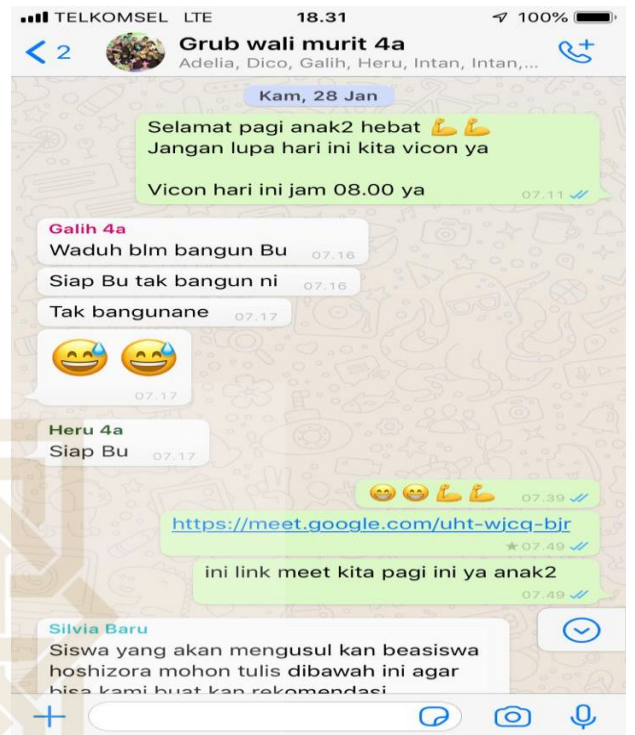 TELKOMSEL LTE 18.31 100%
2 Grub wali murit 4a
Adelia, Dico, Galih, Heru, Intan, Intan,...
Kam, 28 Jan
Selamat pagi anak2 hebat 💪 💪
Jangan lupa hari ini kita vicon ya
Vicon hari ini jam 08.00 ya 07.11
Galih 4a
Waduh blm bangun Bu 07.16
Siap Bu tak bangun ni 07.16
Tak bangunane 07.17
😅 😅
07.17
Heru 4a
Siap Bu 07.17
😁 😁 💪 💪 07.39
https://meet.google.com/uht-wjcq-bjr
★ 07.49
ini link meet kita pagi ini ya anak2
07.49
Silvia Baru
Siswa yang akan mengusul kan beasiswa
hoshizora mohon tulis dibawah ini agar
bisa kami buat kan rekomendasi